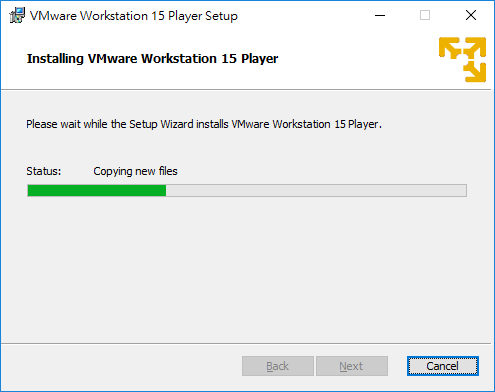 VMware Workstation 15 Player Setup
Installing VMware Workstation 15 Player
Please wait while the Setup Wizard installs VMware Workstation 15 Player.
Status: Copying new files
Back Next Cancel